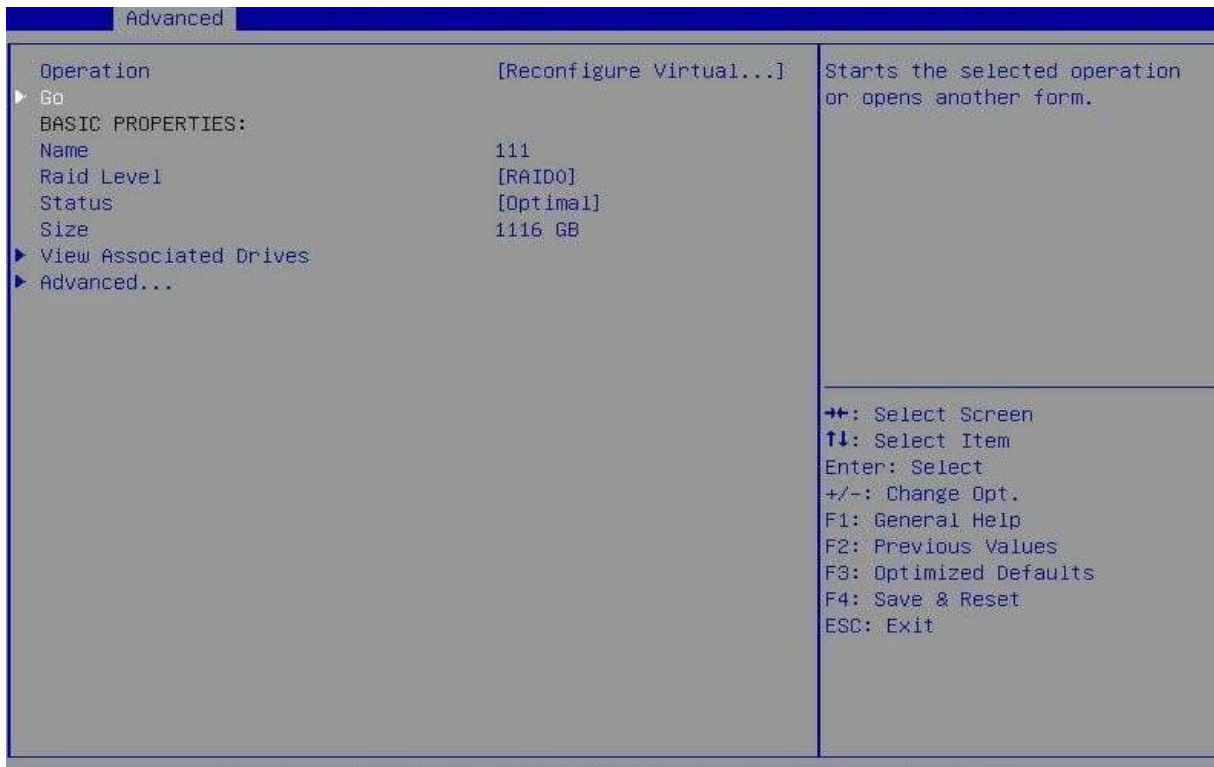 Advanced
Operation [Reconfigure Virtual...]
Go
BASIC PROPERTIES:
Name 111
Raid Level [RAID0]
Status [Optimal]
Size 1116 GB
View Associated Drives
Advanced...
Starts the selected operation
or opens another form.
→←: Select Screen
↑↓: Select Item
Enter: Select
+/-: Change Opt.
F1: General Help
F2: Previous Values
F3: Optimized Defaults
F4: Save & Reset
ESC: Exit